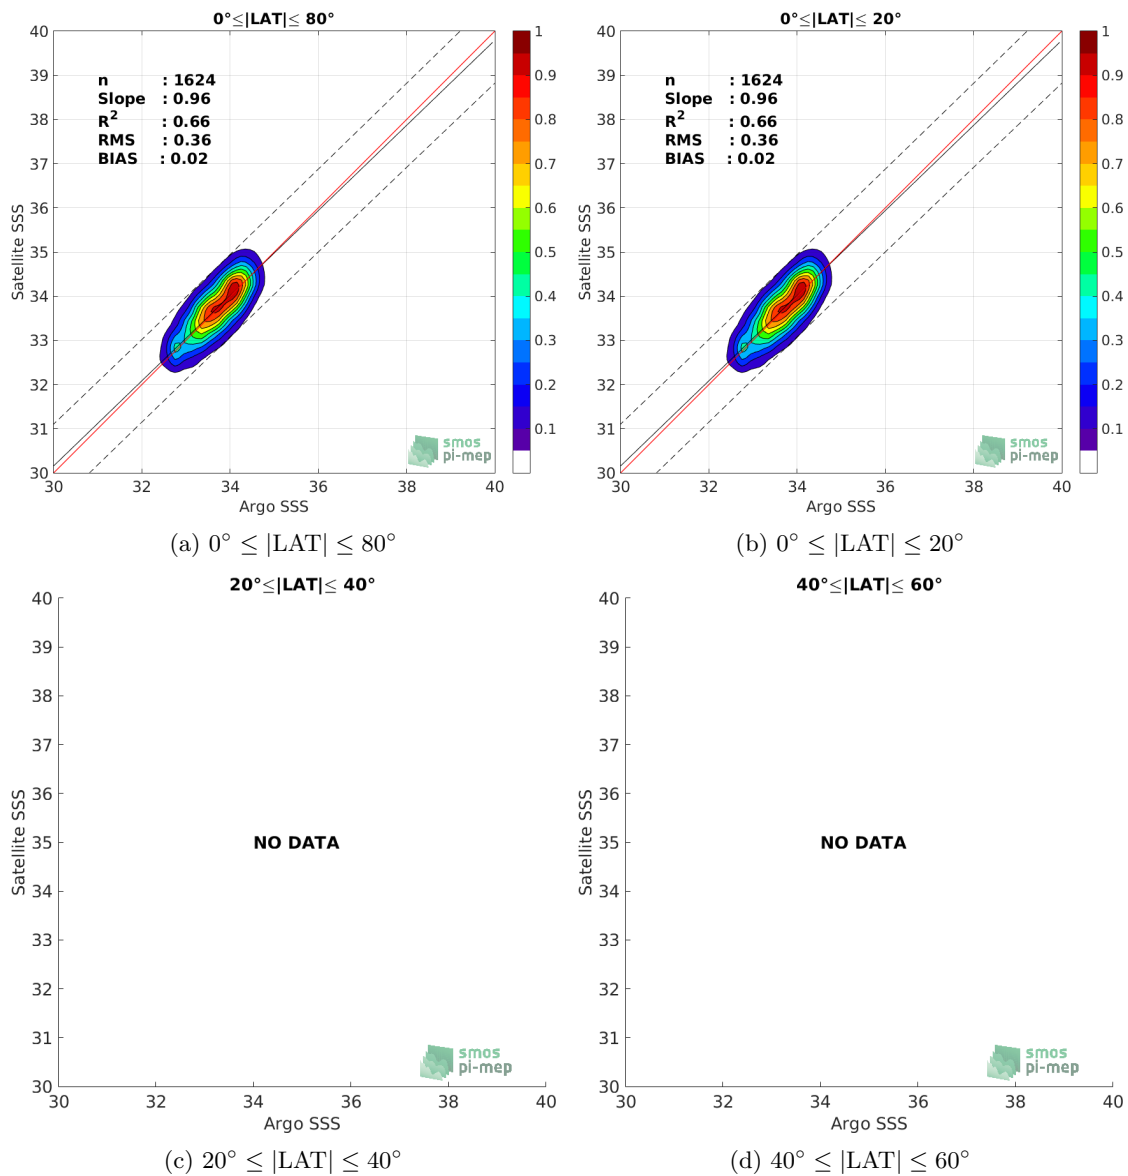 0°≤|LAT|≤ 80°
40
39
38
37
36
35
34
33
32
31
30
Satellite SSS
n : 1624
Slope : 0.96
R2 : 0.66
RMS : 0.36
BIAS : 0.02
smos
pi-mep
30 32 34 36 38 40
Argo SSS
1
0.9
0.8
0.7
0.6
0.5
0.4
0.3
0.2
0.1
(a) 0° ≤ |LAT| ≤ 80°
0°≤|LAT|≤ 20°
40
39
38
37
36
35
34
33
32
31
30
Satellite SSS
n : 1624
Slope : 0.96
R2 : 0.66
RMS : 0.36
BIAS : 0.02
smos
pi-mep
30 32 34 36 38 40
Argo SSS
1
0.9
0.8
0.7
0.6
0.5
0.4
0.3
0.2
0.1
(b) 0° ≤ |LAT| ≤ 20°
20°≤|LAT|≤ 40°
40
39
38
37
36
35
34
33
32
31
30
Satellite SSS
NO DATA
smos
pi-mep
30 32 34 36 38 40
Argo SSS
(c) 20° ≤ |LAT| ≤ 40°
40°≤|LAT|≤ 60°
40
39
38
37
36
35
34
33
32
31
30
Satellite SSS
NO DATA
smos
pi-mep
30 32 34 36 38 40
Argo SSS
(d) 40° ≤ |LAT| ≤ 60°